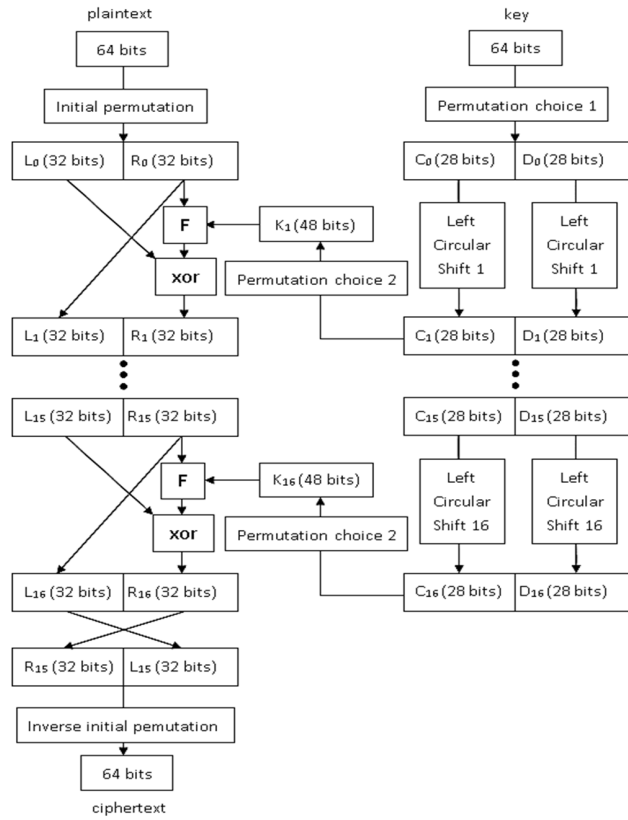 plaintext
key
64 bits
64 bits
Initial permutation
Permutation choice 1
L₀ (32 bits) R₀ (32 bits)
C₀ (28 bits) D₀ (28 bits)
F
K₁ (48 bits)
Left
Circular
Shift 1
Left
Circular
Shift 1
xor
Permutation choice 2
L₁ (32 bits) R₁ (32 bits)
C₁ (28 bits) D₁ (28 bits)
L₁₅ (32 bits) R₁₅ (32 bits)
C₁₅ (28 bits) D₁₅ (28 bits)
F
K₁₆ (48 bits)
Left
Circular
Shift 16
Left
Circular
Shift 16
xor
Permutation choice 2
L₁₆ (32 bits) R₁₆ (32 bits)
C₁₆ (28 bits) D₁₆ (28 bits)
R₁₅ (32 bits) L₁₅ (32 bits)
Inverse initial pemutation
64 bits
ciphertext